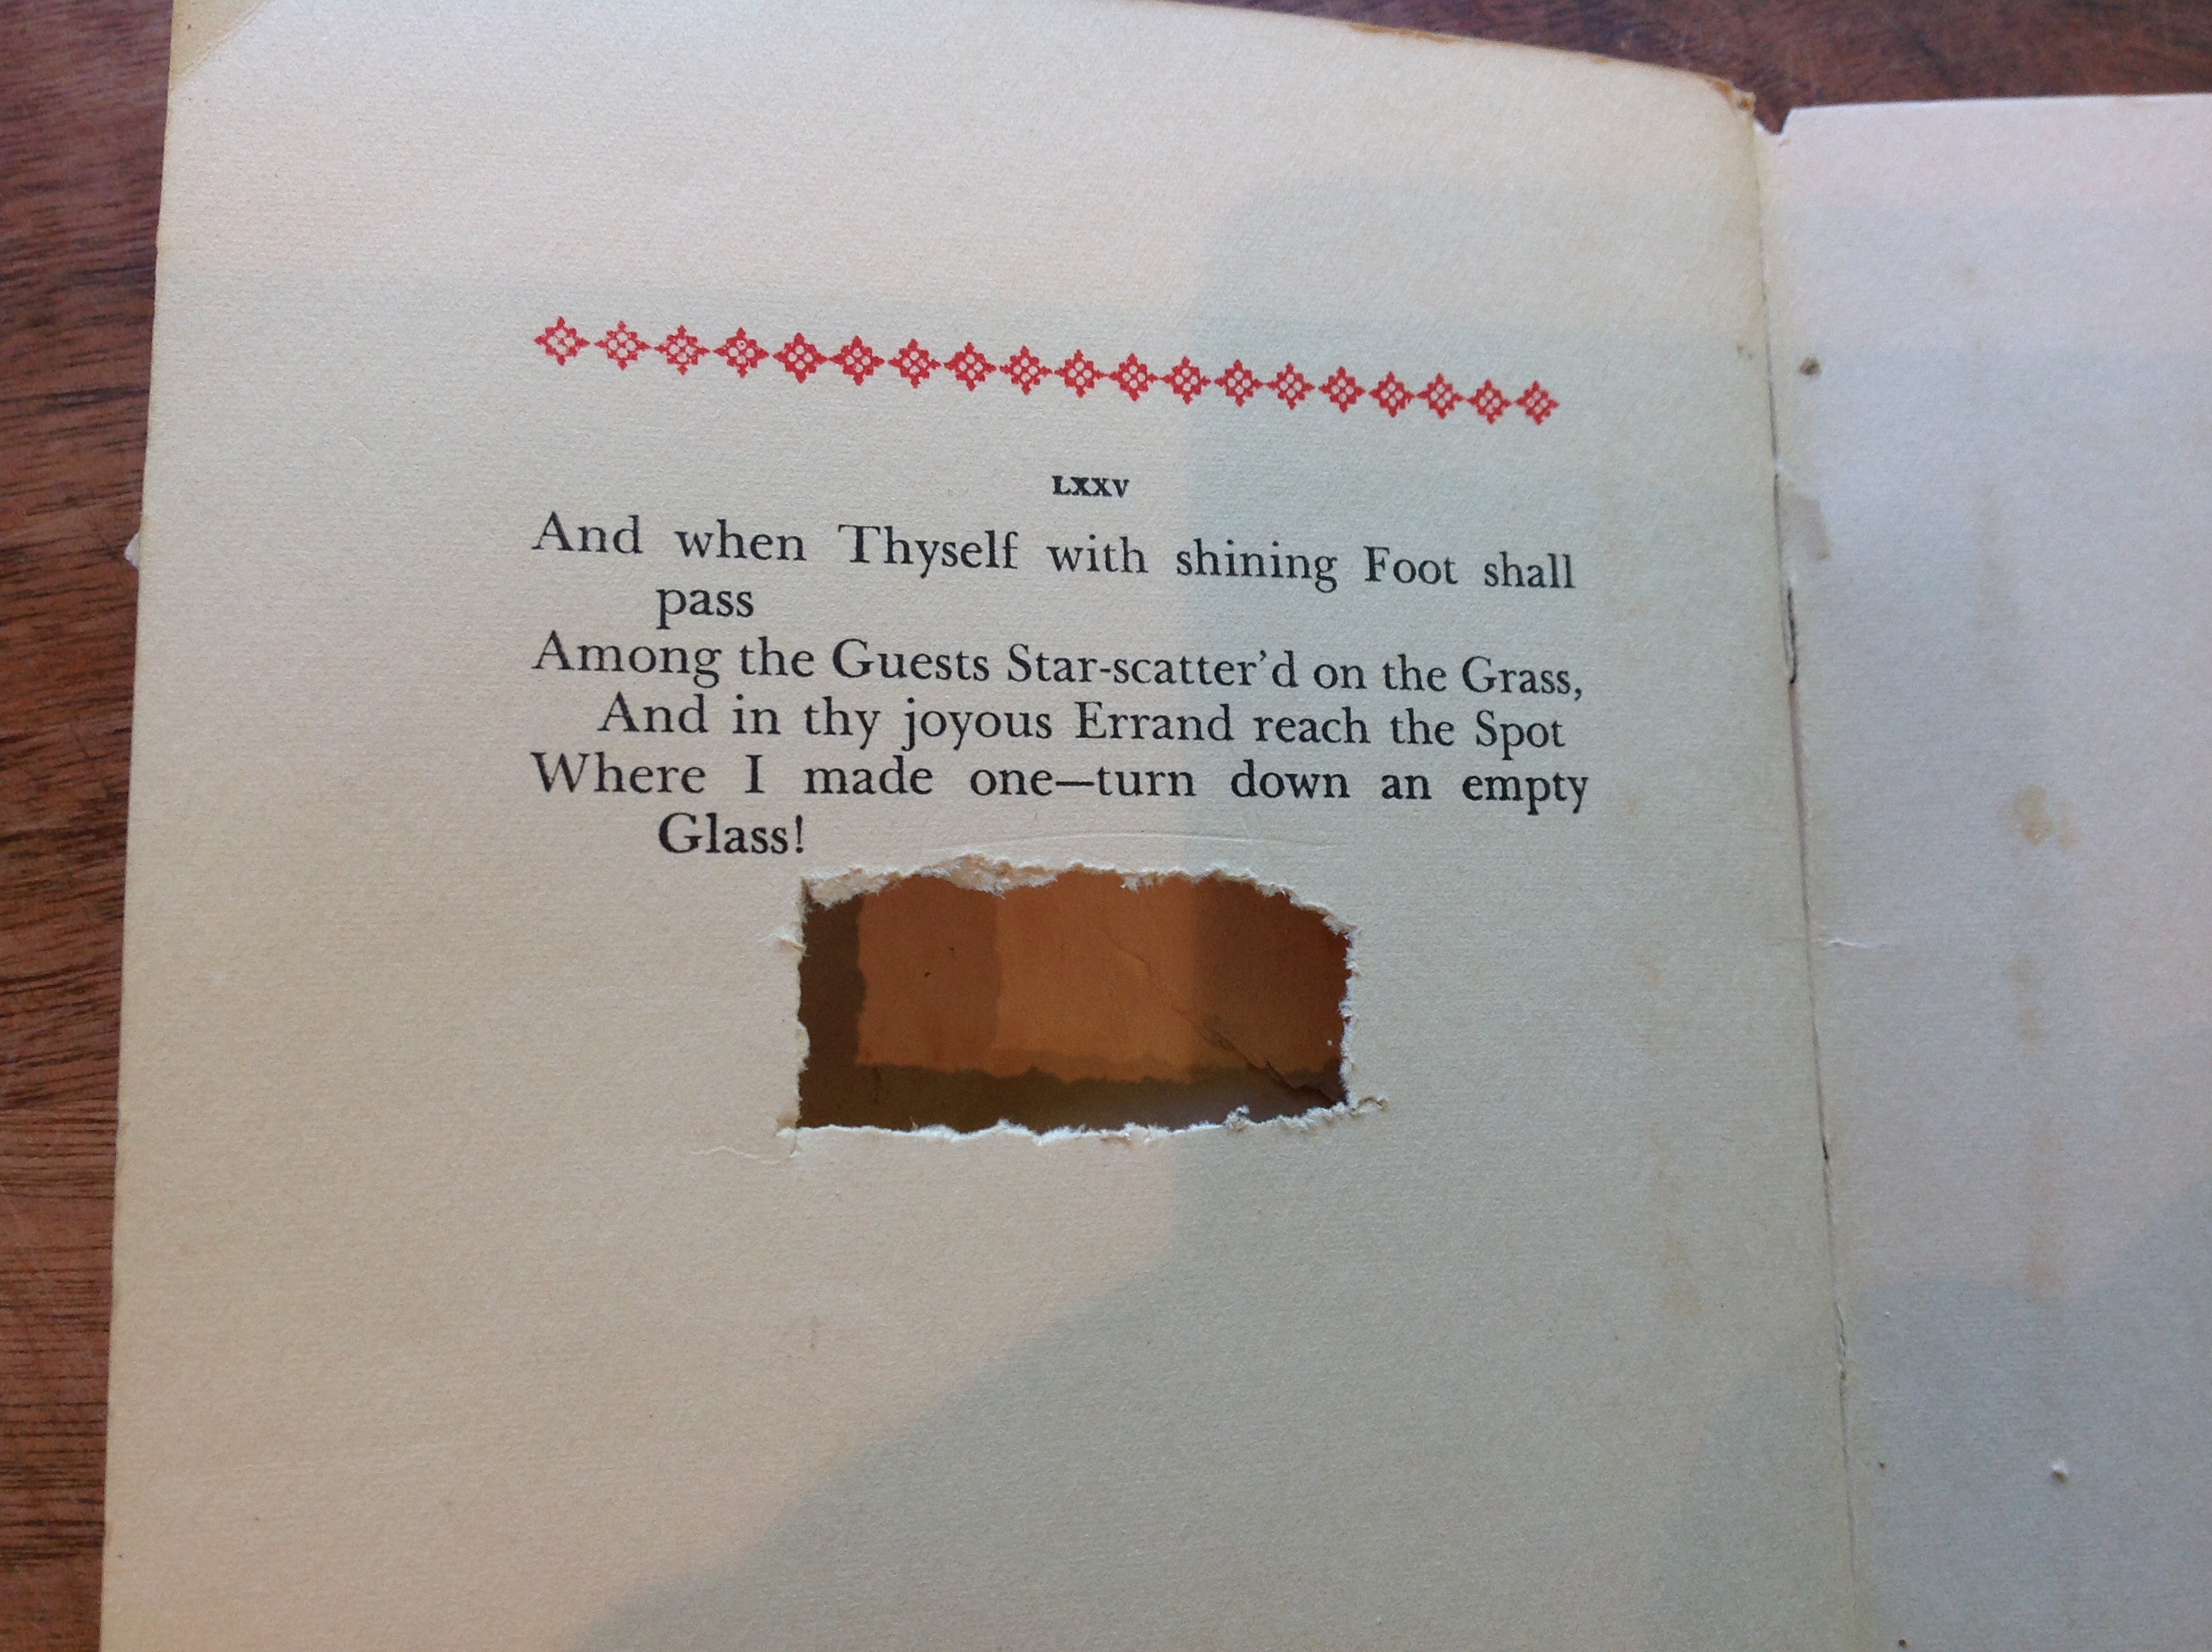 LXXV
And when Thyself with shining Foot shall
pass
Among the Guests Star-scatter'd on the Grass,
And in thy joyous Errand reach the Spot
Where I made one—turn down an empty
Glass!